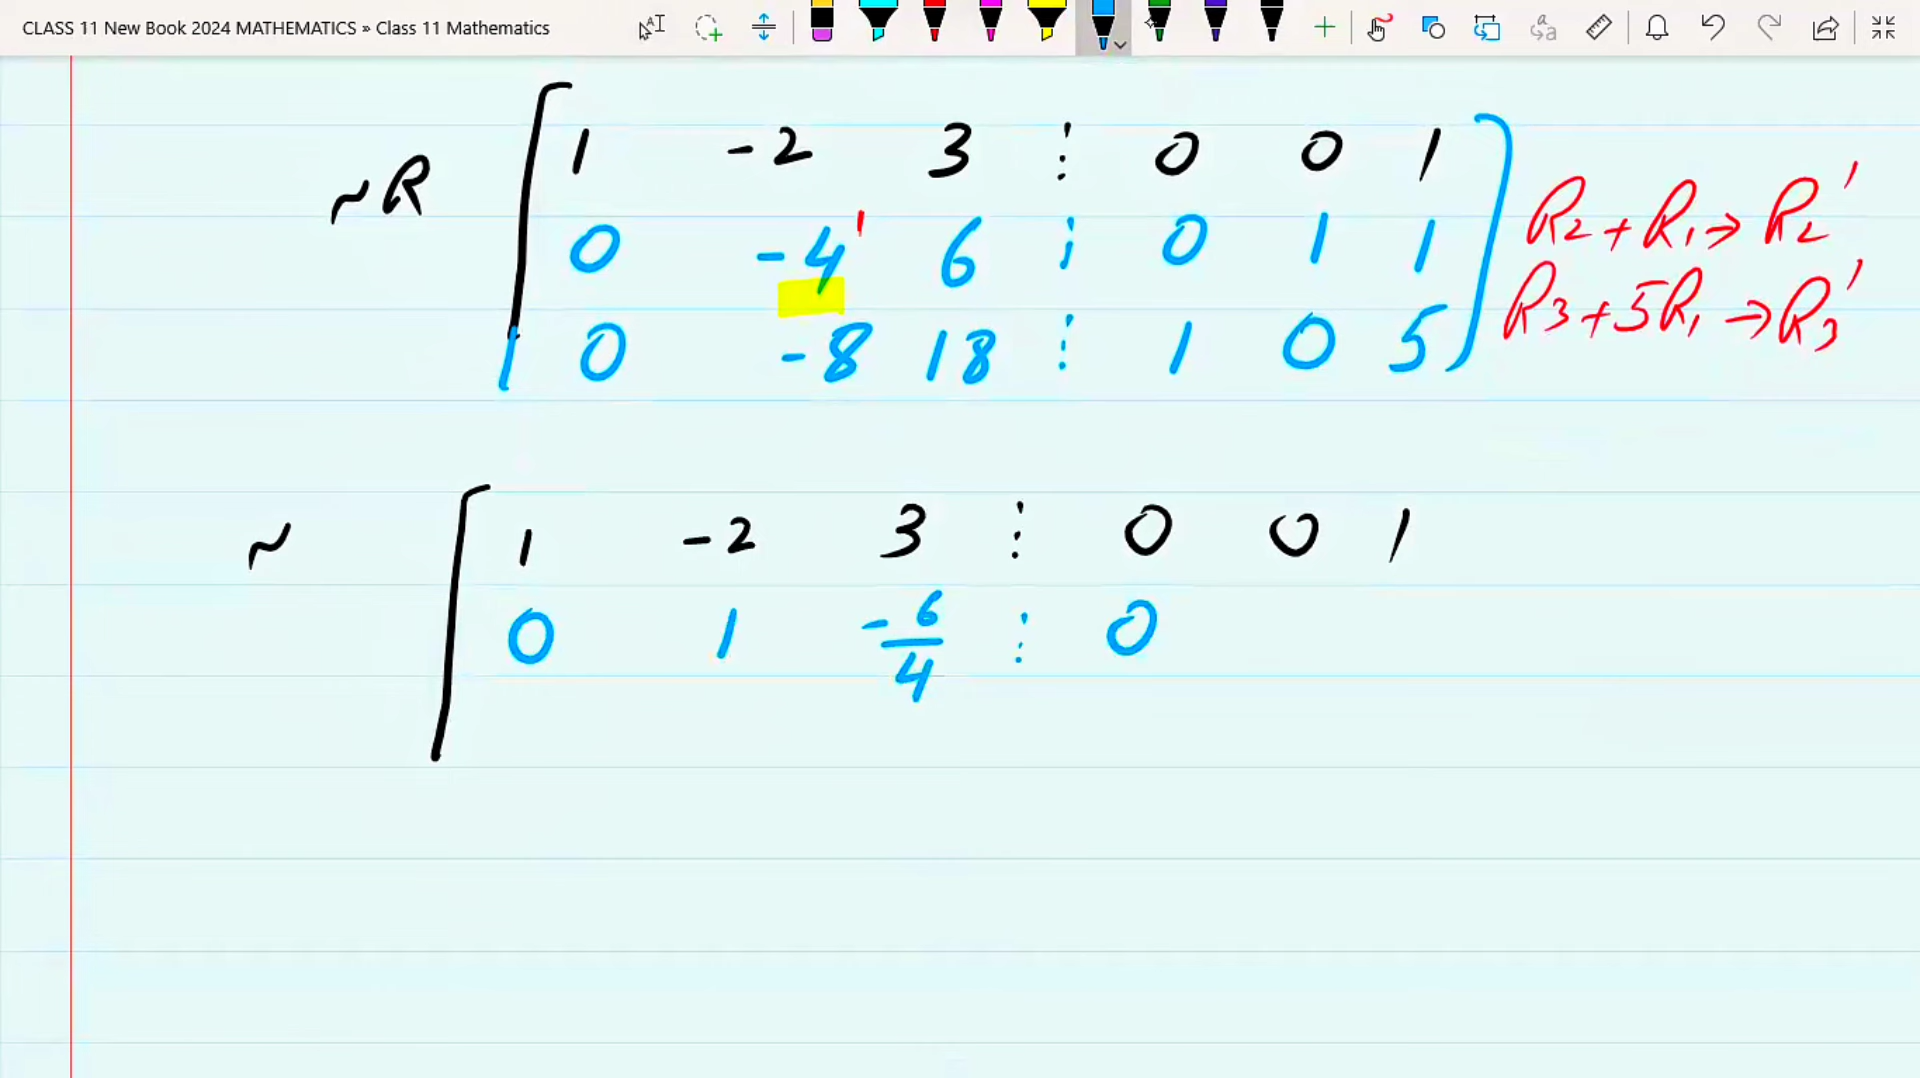 CLASS 11 New Book 2024 MATHEMATICS » Class 11 Mathematics
~R [ 1 -2 3 ⋮ 0 0 1
0 -4 6 ⋮ 0 1 1 ] R2 + R1 → R2'
0 -8 18 ⋮ 1 0 5 R3 + 5R1 → R3'
~ [ 1 -2 3 ⋮ 0 0 1
0 1 -6/4 ⋮ 0